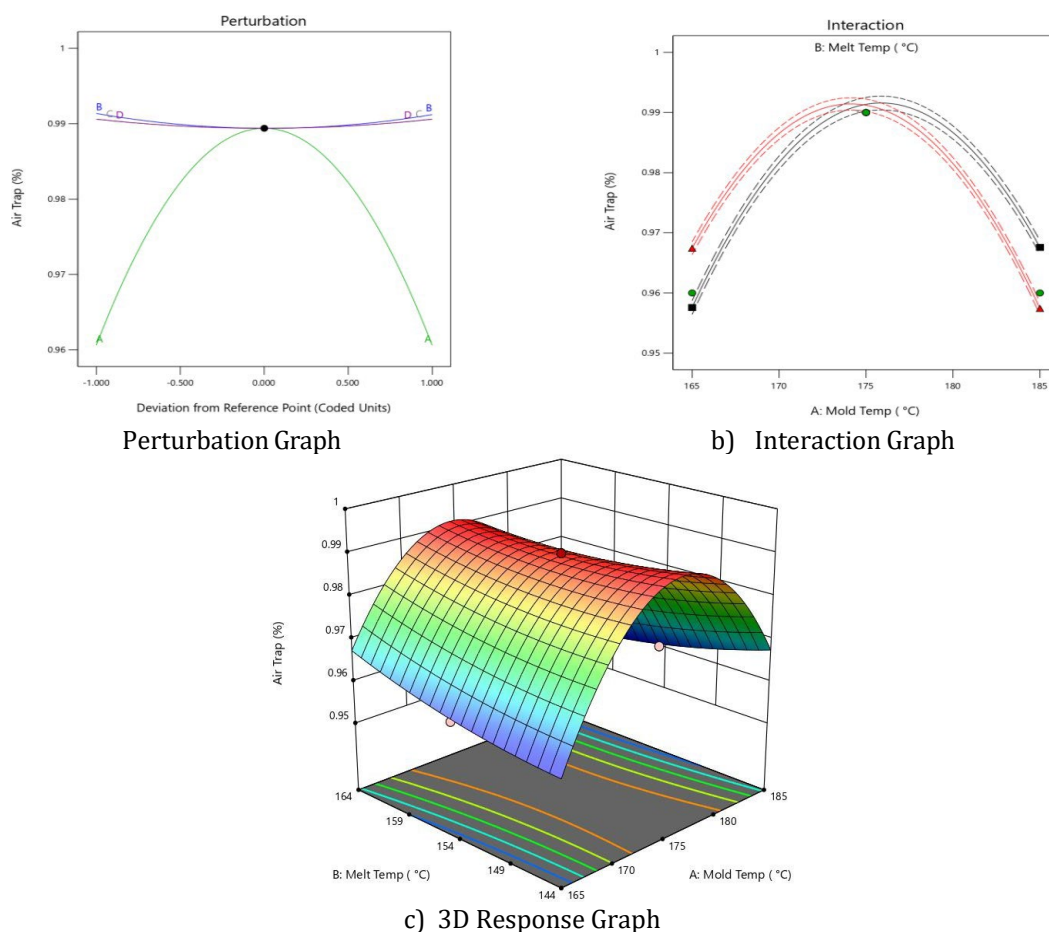 Perturbation
1
0.99
0.98
0.97
0.96
Air Trap (%)
B
C
D
D
C
B
A
A
-1.000
-0.500
0.000
0.500
1.000
Deviation from Reference Point (Coded Units)
Perturbation Graph
Interaction
B: Melt Temp ( °C)
1
0.99
0.98
0.97
0.96
0.95
Air Trap (%)
165
170
175
180
185
A: Mold Temp ( °C)
b) Interaction Graph
1
0.99
0.98
0.97
0.96
0.95
Air Trap (%)
164
159
154
149
144
B: Melt Temp ( °C)
165
170
175
180
185
A: Mold Temp ( °C)
c) 3D Response Graph